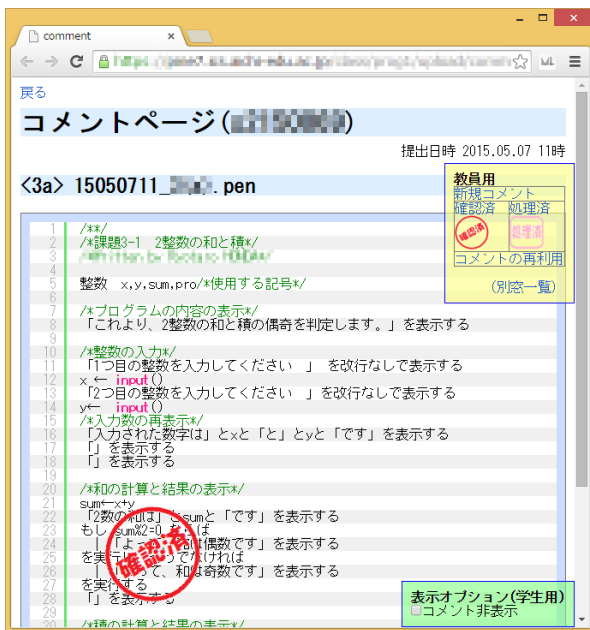 comment
戻る
コメントページ(
)
提出日時 2015.05.07 11時
<3a> 15050711_
.pen
教員用
新規コメント
確認済 処理済
確認済 処理済
コメントの再利用
(別窓一覧)
1 /**/
2 /*課題3-1 2整数の和と積*/
3
4
5 整数 x,y,sum,pro/*使用する記号*/
6
7 /*プログラムの内容の表示*/
8 「これより、2整数の和と積の偶奇を判定します。」を表示する
9
10 /*整数の入力*/
11 「1つ目の整数を入力してください 」 を改行なしで表示する
12 x ← input()
13 「2つ目の整数を入力してください 」を改行なしで表示する
14 y← input()
15 /*入力数の再表示*/
16 「入力された数字は」とxと「と」とyと「です」を表示する
17 「」を表示する
18 「」を表示する
19
20 /*和の計算と結果の表示*/
21 sum←x+y
22 「2数の和は」とsumと「です」を表示する
23 もし sum%2=0 ならば
24 は偶数です」を表示する
25 を実行し でなければ
26 て、和は奇数です」を表示する
27 を実行する
28 「」を表示する
29
30 /*積の計算と結果の表示*/
確認済
表示オプション(学生用)
コメント非表示